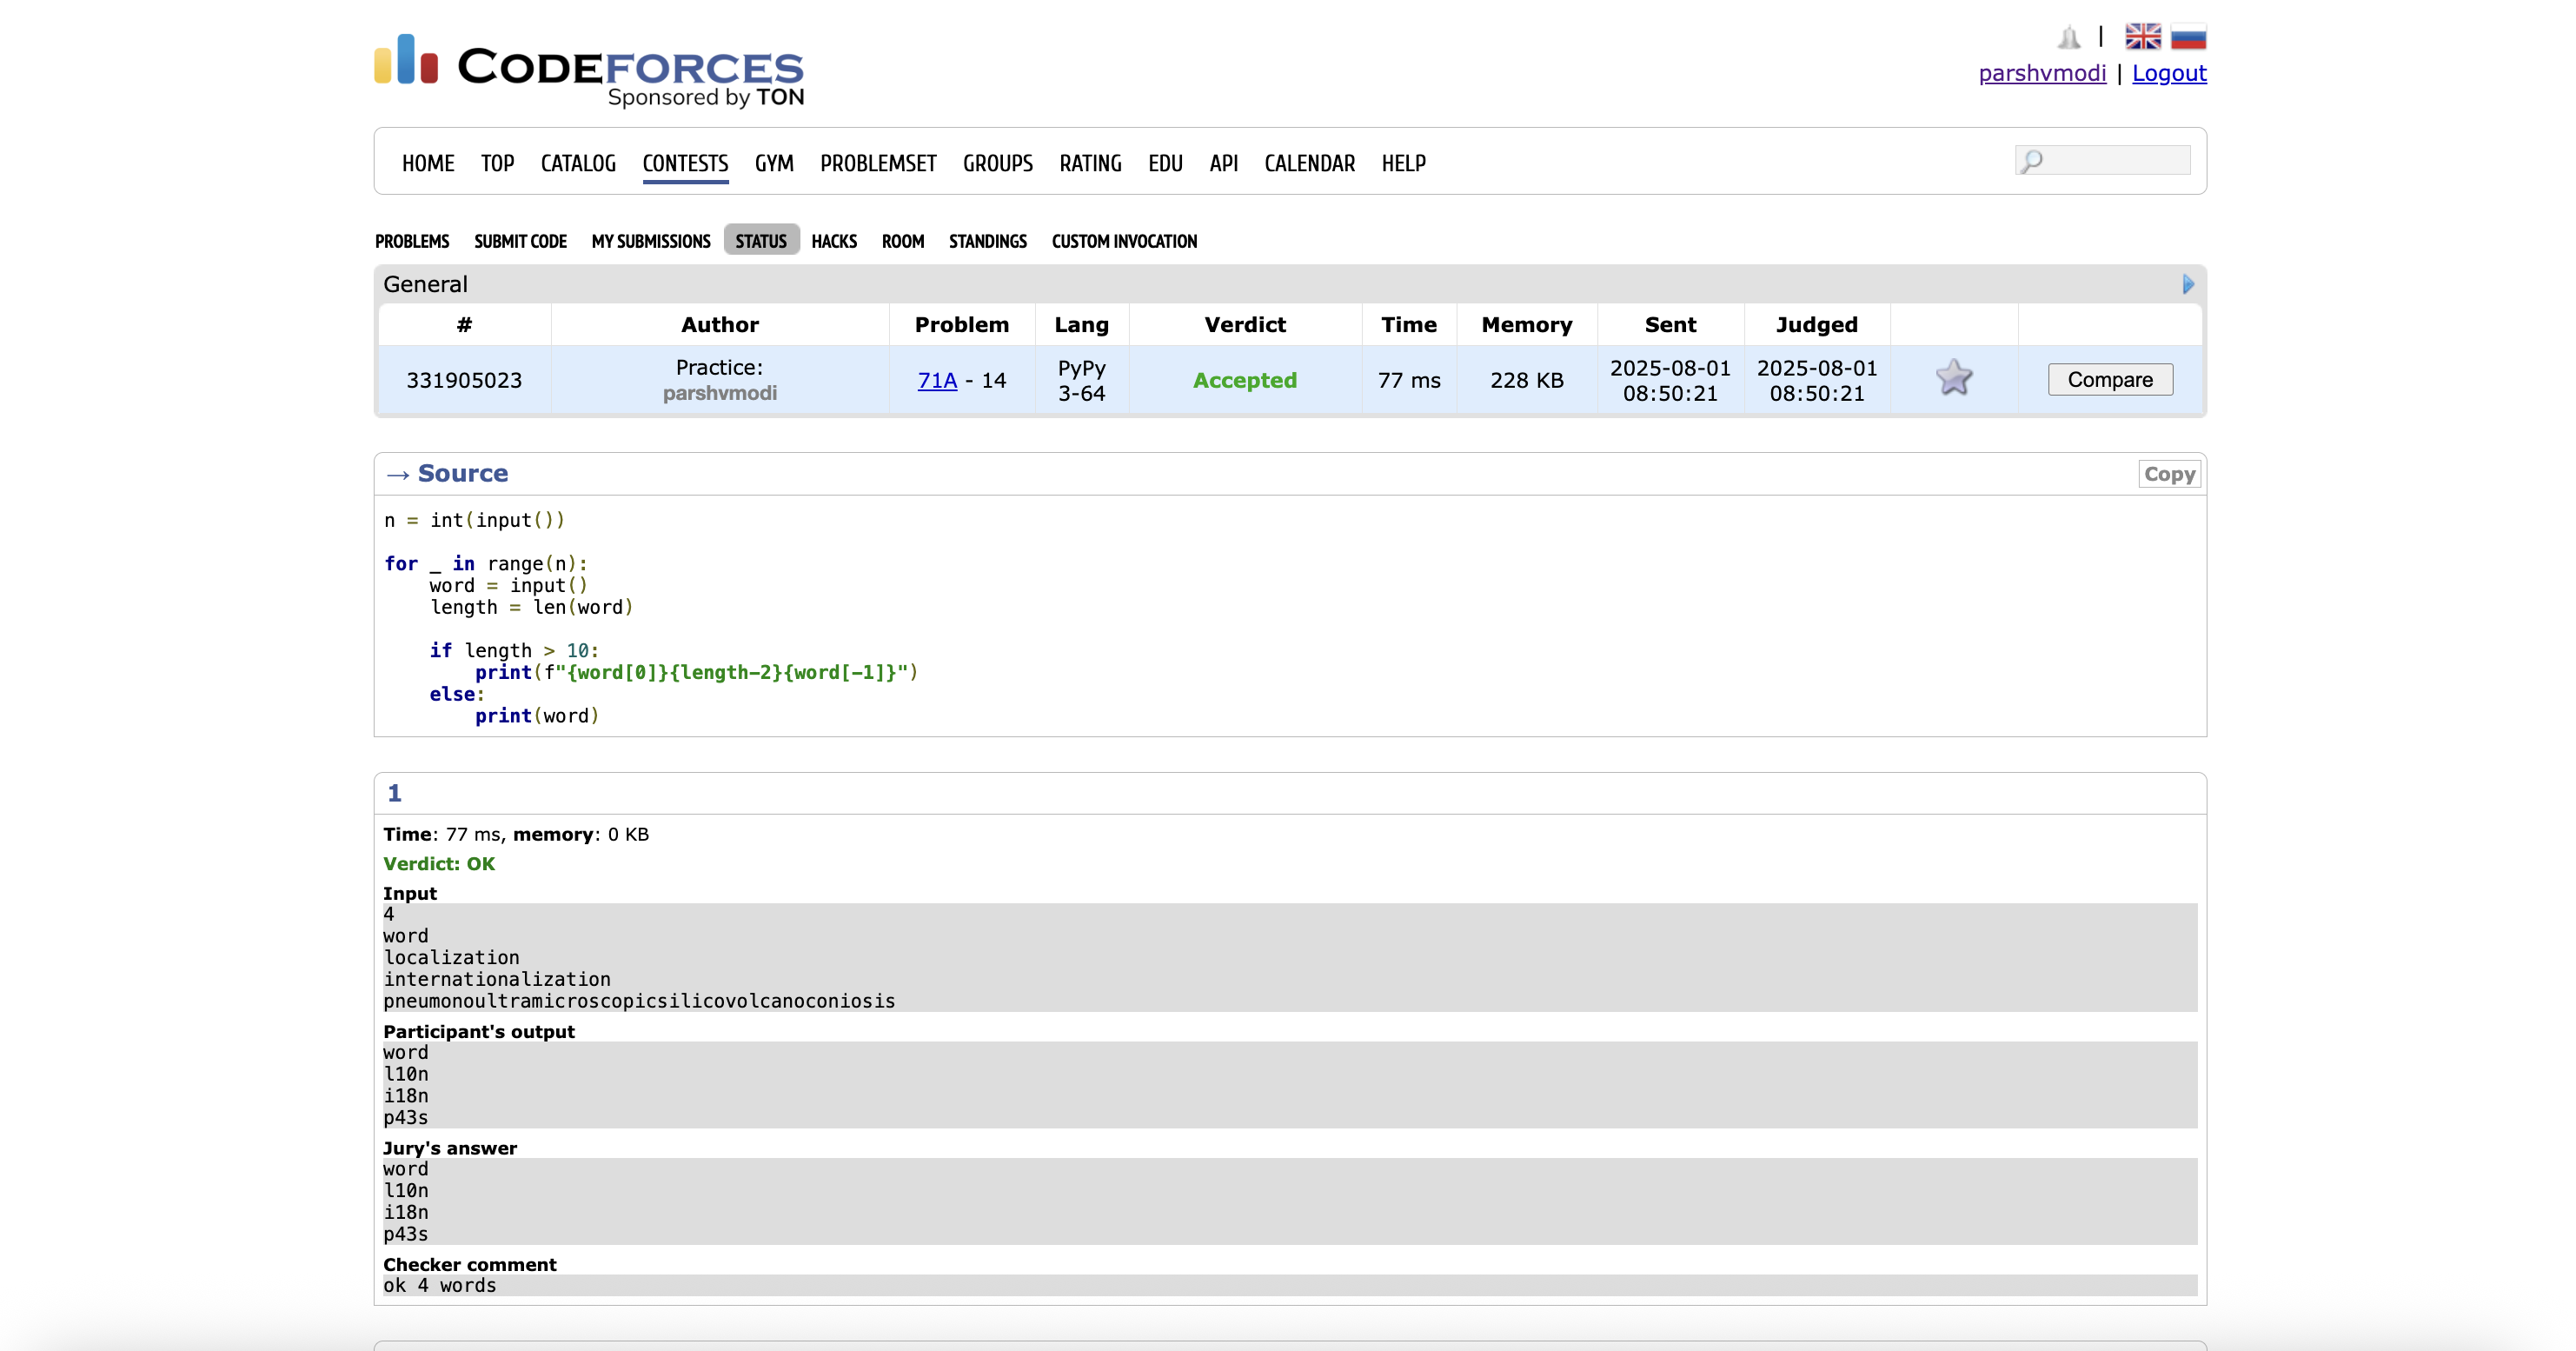 CODEFORCES
Sponsored by TON
|
parshvmodi | Logout
HOME TOP CATALOG CONTESTS GYM PROBLEMSET GROUPS RATING EDU API CALENDAR HELP
PROBLEMS SUBMIT CODE MY SUBMISSIONS STATUS HACKS ROOM STANDINGS CUSTOM INVOCATION
General
# Author Problem Lang Verdict Time Memory Sent Judged
331905023 Practice: parshvmodi 71A - 14 PyPy 3-64 Accepted 77 ms 228 KB 2025-08-01 08:50:21 2025-08-01 08:50:21 Compare
→ Source Copy
n = int(input())
for _ in range(n):
    word = input()
    length = len(word)
    if length > 10:
        print(f"{word[0]}{length-2}{word[-1]}")
    else:
        print(word)
1
Time: 77 ms, memory: 0 KB
Verdict: OK
Input
4
word
localization
internationalization
pneumonoultramicroscopicsilicovolcanoconiosis
Participant's output
word
l10n
i18n
p43s
Jury's answer
word
l10n
i18n
p43s
Checker comment
ok 4 words